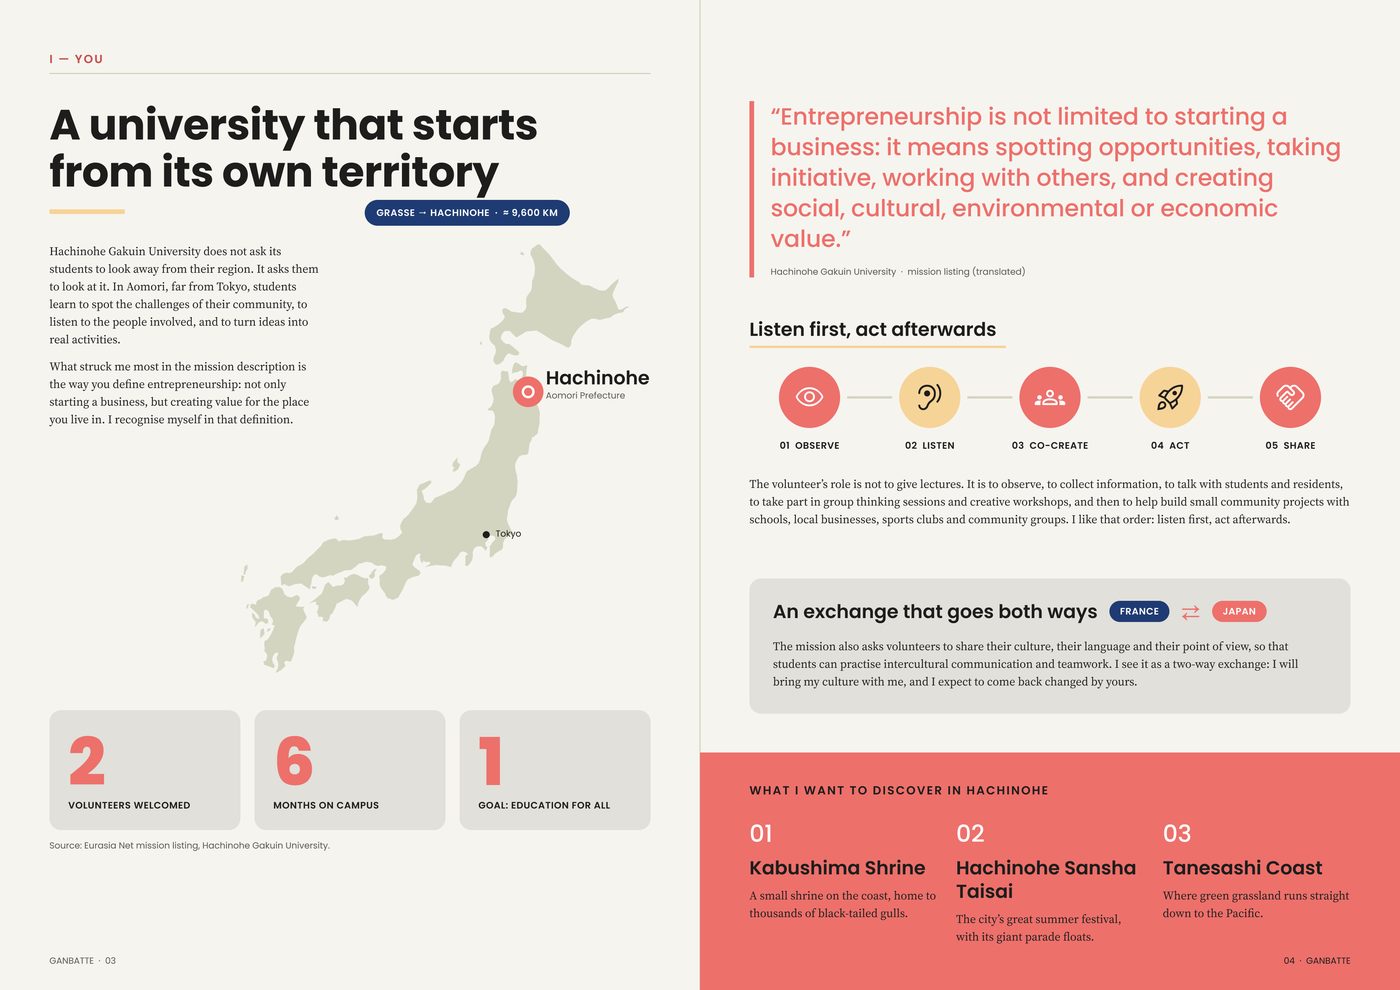 I — YOU
A university that starts
from its own territory
GRASSE → HACHINOHE · ≈ 9,600 KM
Hachinohe Gakuin University does not ask its
students to look away from their region. It asks them
to look at it. In Aomori, far from Tokyo, students
learn to spot the challenges of their community, to
listen to the people involved, and to turn ideas into
real activities.
What struck me most in the mission description is
the way you define entrepreneurship: not only
starting a business, but creating value for the place
you live in. I recognise myself in that definition.
Hachinohe
Aomori Prefecture
Tokyo
2
VOLUNTEERS WELCOMED
6
MONTHS ON CAMPUS
1
GOAL: EDUCATION FOR ALL
Source: Eurasia Net mission listing, Hachinohe Gakuin University.
GANBATTE · 03
“Entrepreneurship is not limited to starting a
business: it means spotting opportunities, taking
initiative, working with others, and creating
social, cultural, environmental or economic
value.”
Hachinohe Gakuin University · mission listing (translated)
Listen first, act afterwards
01 OBSERVE
02 LISTEN
03 CO-CREATE
04 ACT
05 SHARE
The volunteer’s role is not to give lectures. It is to observe, to collect information, to talk with students and residents,
to take part in group thinking sessions and creative workshops, and then to help build small community projects with
schools, local businesses, sports clubs and community groups. I like that order: listen first, act afterwards.
An exchange that goes both ways
FRANCE
JAPAN
The mission also asks volunteers to share their culture, their language and their point of view, so that
students can practise intercultural communication and teamwork. I see it as a two-way exchange: I will
bring my culture with me, and I expect to come back changed by yours.
WHAT I WANT TO DISCOVER IN HACHINOHE
01
Kabushima Shrine
A small shrine on the coast, home to
thousands of black-tailed gulls.
02
Hachinohe Sansha
Taisai
The city’s great summer festival,
with its giant parade floats.
03
Tanesashi Coast
Where green grassland runs straight
down to the Pacific.
04 · GANBATTE